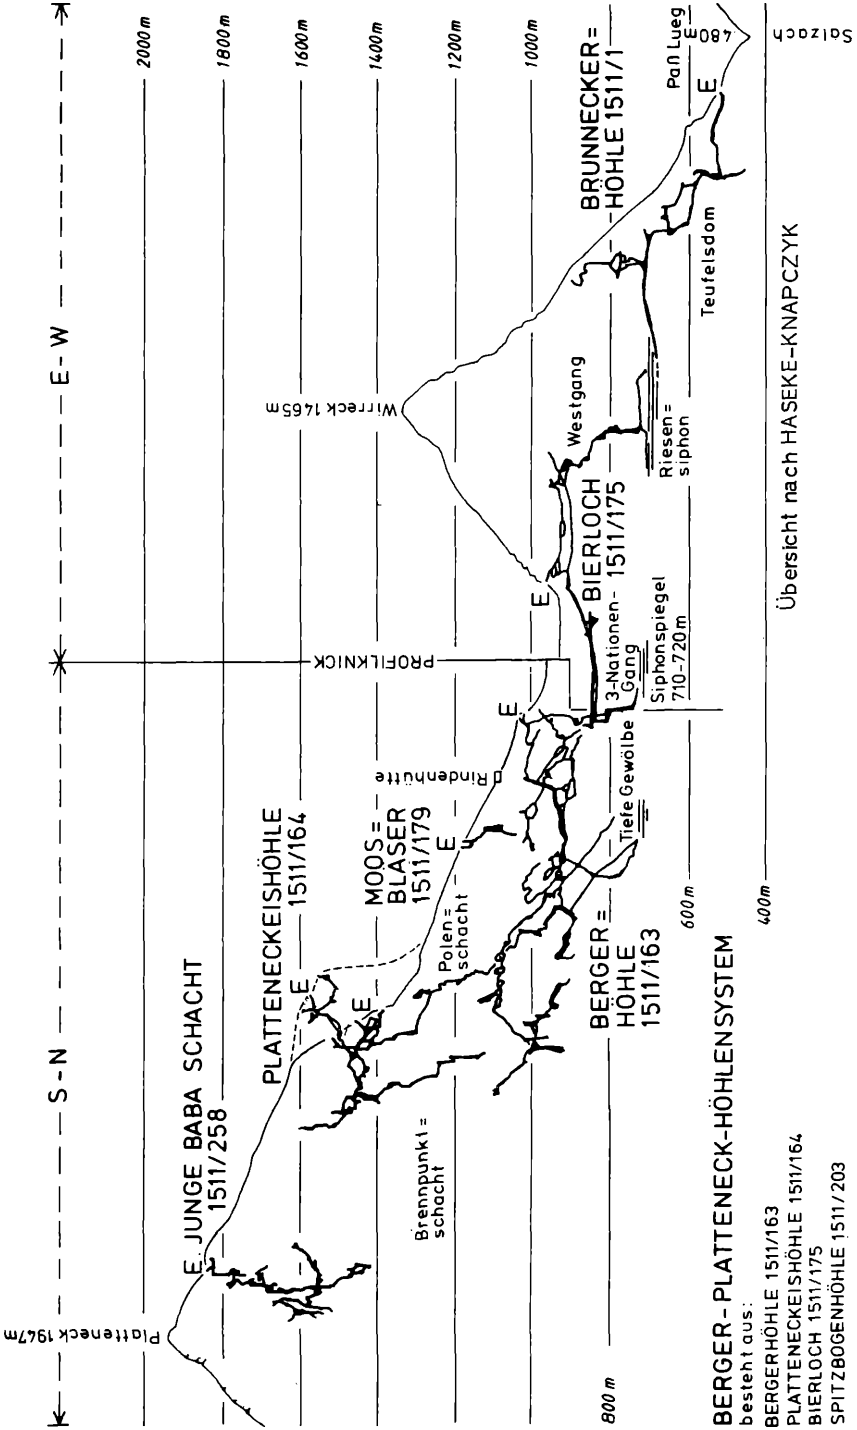 S-N
E-W
2000m
1800m
1600m
1400m
1200m
1000m
800m
600m
400m
Platteneck 1947m
E JUNGE BABA SCHACHT
1511/258
PLATTENECKEISHÖHLE
1511/164
E
E
MOOS=
BLÄSER
1511/179
E
Rindenhütte
E
PROFILKNICK
Wirreck 1465m
E
BIERLOCH
1511/175
Westgang
BRUNNECKER=
HÖHLE 1511/1
Paß Lueg
480m
Salzach
E
Teufelsdom
Riesen=
siphon
3-Nationen-
Gang
Siphonspiegel
710-720m
Tiefe Gewölbe
Polen=
schacht
Brennpunkt=
schacht
BERGER=
HÖHLE
1511/163
Übersicht nach HASEKE-KNAPCZYK
BERGER-PLATTENECK-HÖHLENSYSTEM
besteht aus:
BERGERHÖHLE 1511/163
PLATTENECKEISHÖHLE 1511/164
BIERLOCH 1511/175
SPITZBOGENHÖHLE 1511/203